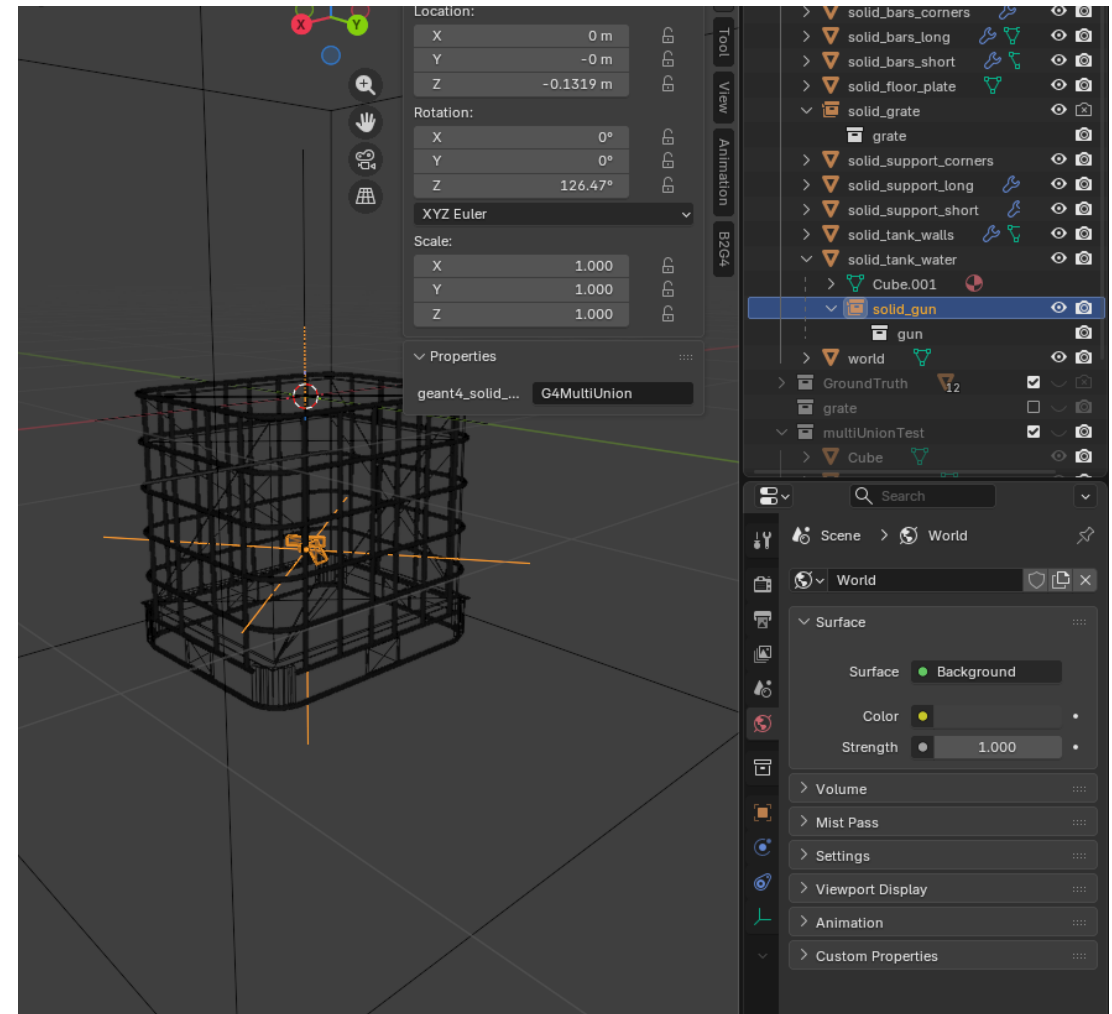 Location:
X 0 m
Y -0 m
Z -0.1319 m
Rotation:
X 0°
Y 0°
Z 126.47°
XYZ Euler
Scale:
X 1.000
Y 1.000
Z 1.000
Properties
geant4_solid_... G4MultiUnion
X
Y
Tool
View
Animation
B2G4
solid_bars_corners
solid_bars_long
solid_bars_short
solid_floor_plate
solid_grate
grate
solid_support_corners
solid_support_long
solid_support_short
solid_tank_walls
solid_tank_water
Cube.001
solid_gun
gun
world
GroundTruth 12
grate
multiUnionTest
Cube
Search
Scene > World
World
Surface
Surface Background
Color
Strength 1.000
Volume
Mist Pass
Settings
Viewport Display
Animation
Custom Properties